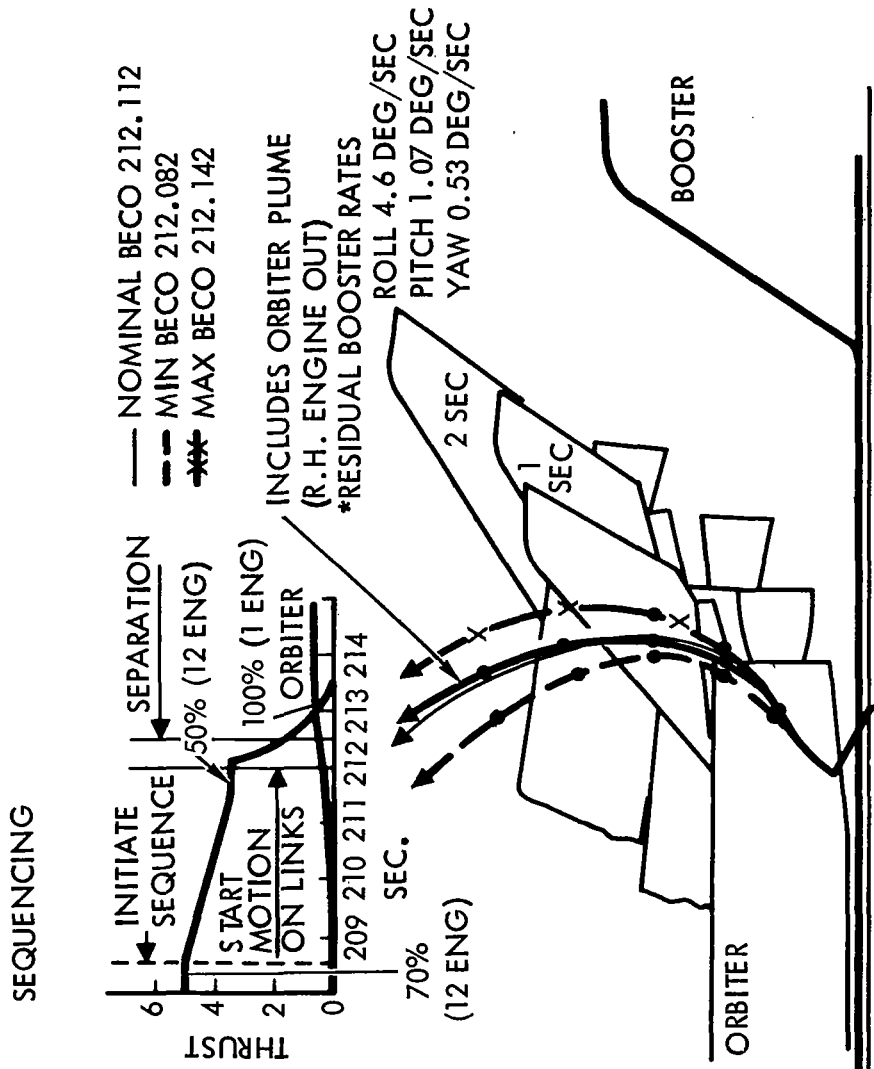 SEQUENCING
INITIATE
SEQUENCE
SEPARATION
50% (12 ENG)
100% (1 ENG)
ORBITER
START
MOTION
ON LINKS
THRUST
6
4
2
0
209 210 211 212 213 214
SEC.
70%
(12 ENG)
NOMINAL BECO 212.112
MIN BECO 212.082
MAX BECO 212.142
INCLUDES ORBITER PLUME
(R.H. ENGINE OUT)
*RESIDUAL BOOSTER RATES
ROLL 4.6 DEG/SEC
PITCH 1.07 DEG/SEC
YAW 0.53 DEG/SEC
2 SEC
1
SEC
ORBITER
BOOSTER